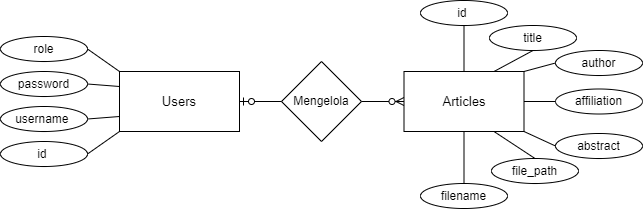 id
title
role
author
password
Users
Mengelola
Articles
affiliation
username
abstract
id
file_path
filename